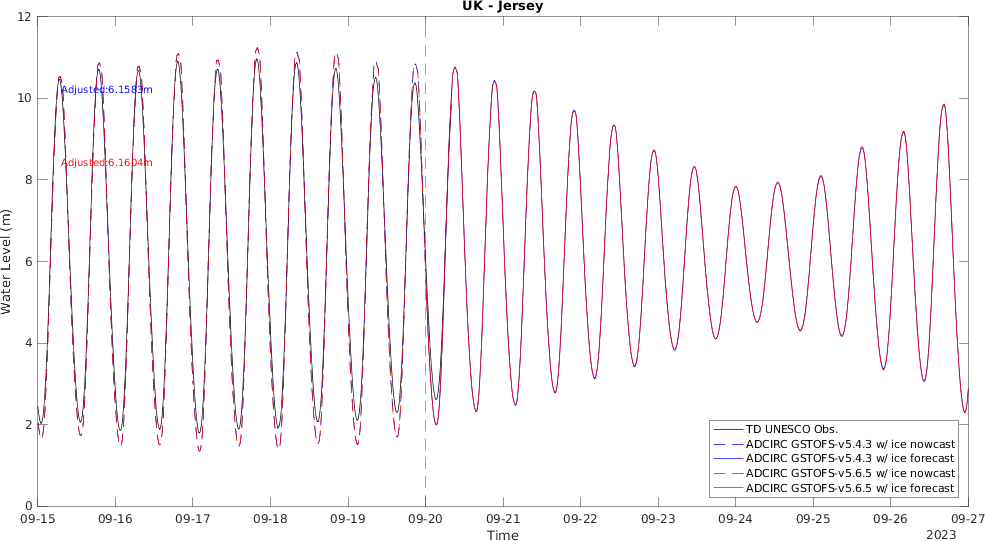 UK - Jersey
12
10
8
6
4
2
0
Water Level (m)
Adjusted:6.1583m
Adjusted:6.1604m
TD UNESCO Obs.
ADCIRC GSTOFS-v5.4.3 w/ ice nowcast
ADCIRC GSTOFS-v5.4.3 w/ ice forecast
ADCIRC GSTOFS-v5.6.5 w/ ice nowcast
ADCIRC GSTOFS-v5.6.5 w/ ice forecast
09-15 09-16 09-17 09-18 09-19 09-20 09-21 09-22 09-23 09-24 09-25 09-26 09-27
Time
2023